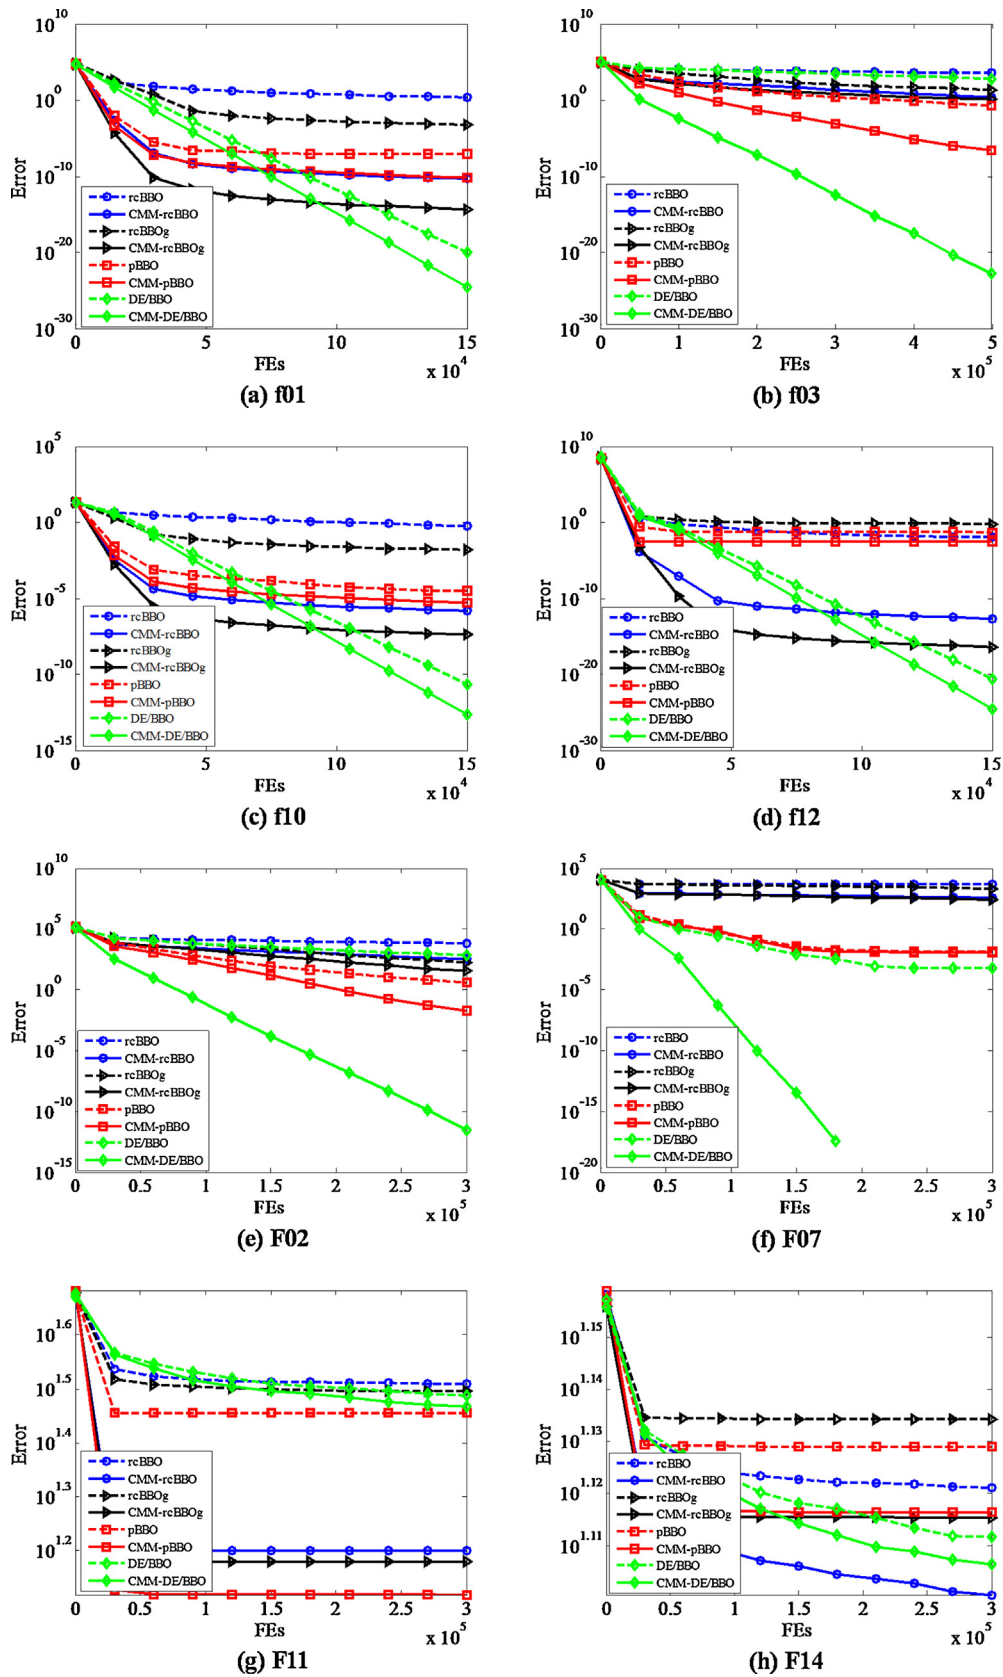 10^10
10^0
10^-10
10^-20
10^-30
Error
rcBBO
CMM-rcBBO
rcBBOg
CMM-rcBBOg
pBBO
CMM-pBBO
DE/BBO
CMM-DE/BBO
0 5 10 15
FEs
x 10^4
(a) f01
10^10
10^0
10^-10
10^-20
10^-30
Error
rcBBO
CMM-rcBBO
rcBBOg
CMM-rcBBOg
pBBO
CMM-pBBO
DE/BBO
CMM-DE/BBO
0 1 2 3 4 5
FEs
x 10^5
(b) f03
10^5
10^0
10^-5
10^-10
10^-15
Error
rcBBO
CMM-rcBBO
rcBBOg
CMM-rcBBOg
pBBO
CMM-pBBO
DE/BBO
CMM-DE/BBO
0 5 10 15
FEs
x 10^4
(c) f10
10^10
10^0
10^-10
10^-20
10^-30
Error
rcBBO
CMM-rcBBO
rcBBOg
CMM-rcBBOg
pBBO
CMM-pBBO
DE/BBO
CMM-DE/BBO
0 5 10 15
FEs
x 10^4
(d) f12
10^10
10^5
10^0
10^-5
10^-10
10^-15
Error
rcBBO
CMM-rcBBO
rcBBOg
CMM-rcBBOg
pBBO
CMM-pBBO
DE/BBO
CMM-DE/BBO
0 0.5 1 1.5 2 2.5 3
FEs
x 10^5
(e) F02
10^5
10^0
10^-5
10^-10
10^-15
10^-20
Error
rcBBO
CMM-rcBBO
rcBBOg
CMM-rcBBOg
pBBO
CMM-pBBO
DE/BBO
CMM-DE/BBO
0 0.5 1 1.5 2 2.5 3
FEs
x 10^5
(f) F07
10^1.6
10^1.5
10^1.4
10^1.3
10^1.2
Error
rcBBO
CMM-rcBBO
rcBBOg
CMM-rcBBOg
pBBO
CMM-pBBO
DE/BBO
CMM-DE/BBO
0 0.5 1 1.5 2 2.5 3
FEs
x 10^5
(g) F11
10^1.15
10^1.14
10^1.13
10^1.12
10^1.11
Error
rcBBO
CMM-rcBBO
rcBBOg
CMM-rcBBOg
pBBO
CMM-pBBO
DE/BBO
CMM-DE/BBO
0 0.5 1 1.5 2 2.5 3
FEs
x 10^5
(h) F14